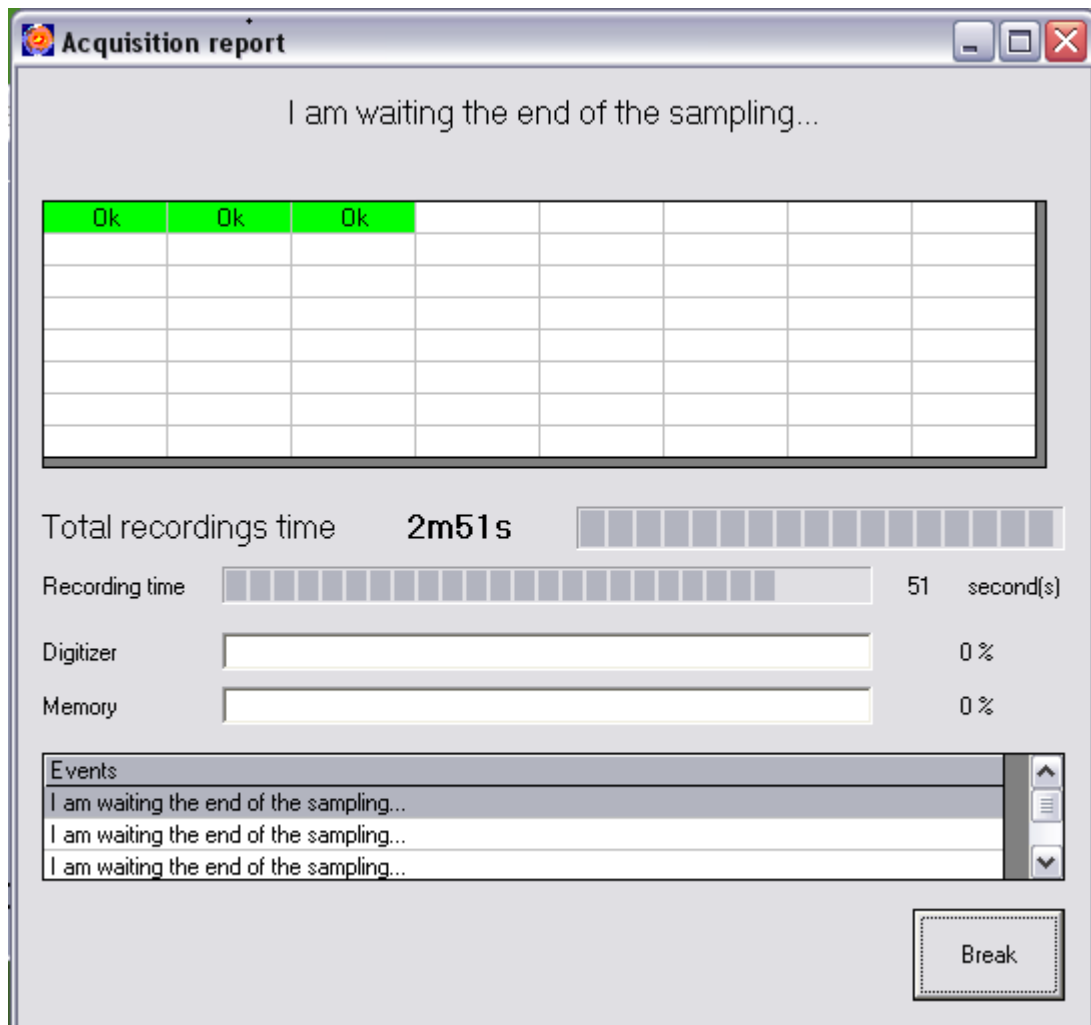 Acquisition report
I am waiting the end of the sampling...
Ok Ok Ok
Total recordings time 2m51s
Recording time 51 second(s)
Digitizer 0 %
Memory 0 %
Events
I am waiting the end of the sampling...
I am waiting the end of the sampling...
I am waiting the end of the sampling...
Break